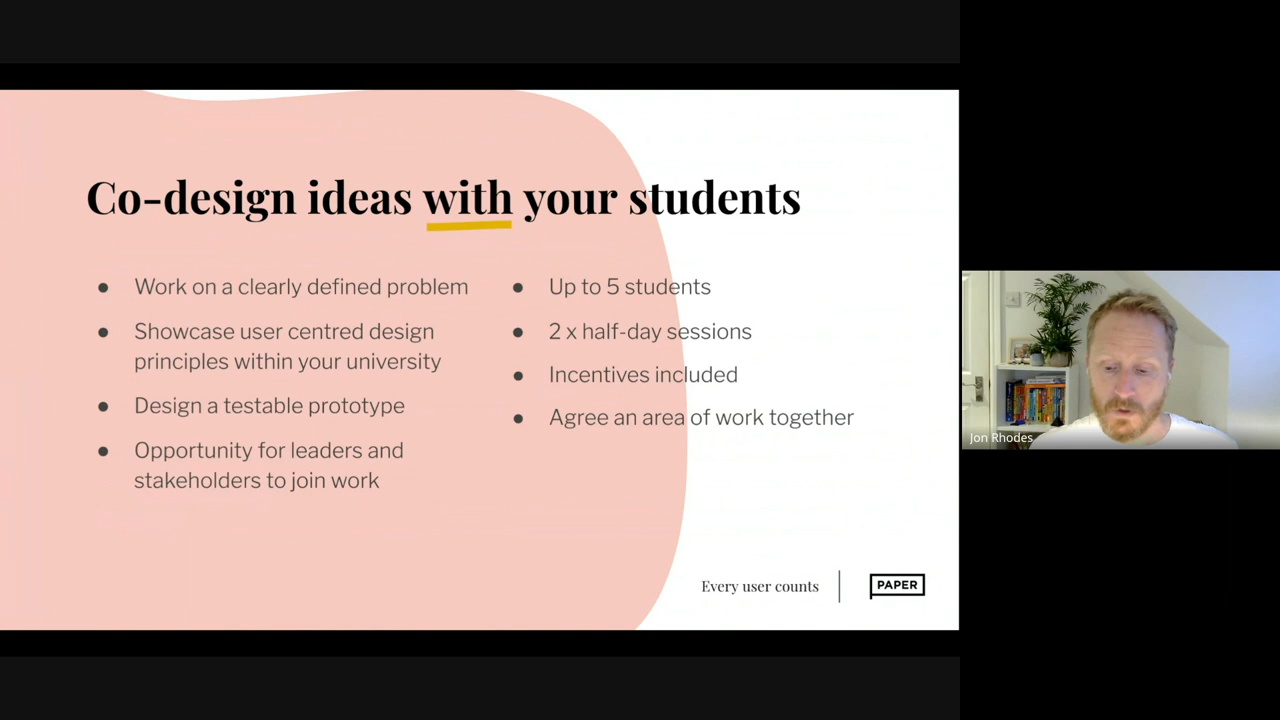 Co-design ideas with your students
Work on a clearly defined problem
Showcase user centred design
principles within your university
Design a testable prototype
Opportunity for leaders and
stakeholders to join work
Up to 5 students
2 x half-day sessions
Incentives included
Agree an area of work together
Every user counts
PAPER
Jon Rhodes